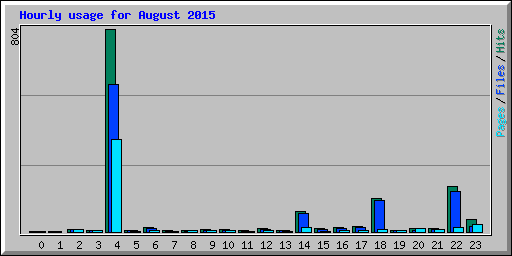 Hourly usage for August 2015
804
Pages/Files/Hits
0 1 2 3 4 5 6 7 8 9 10 11 12 13 14 15 16 17 18 19 20 21 22 23